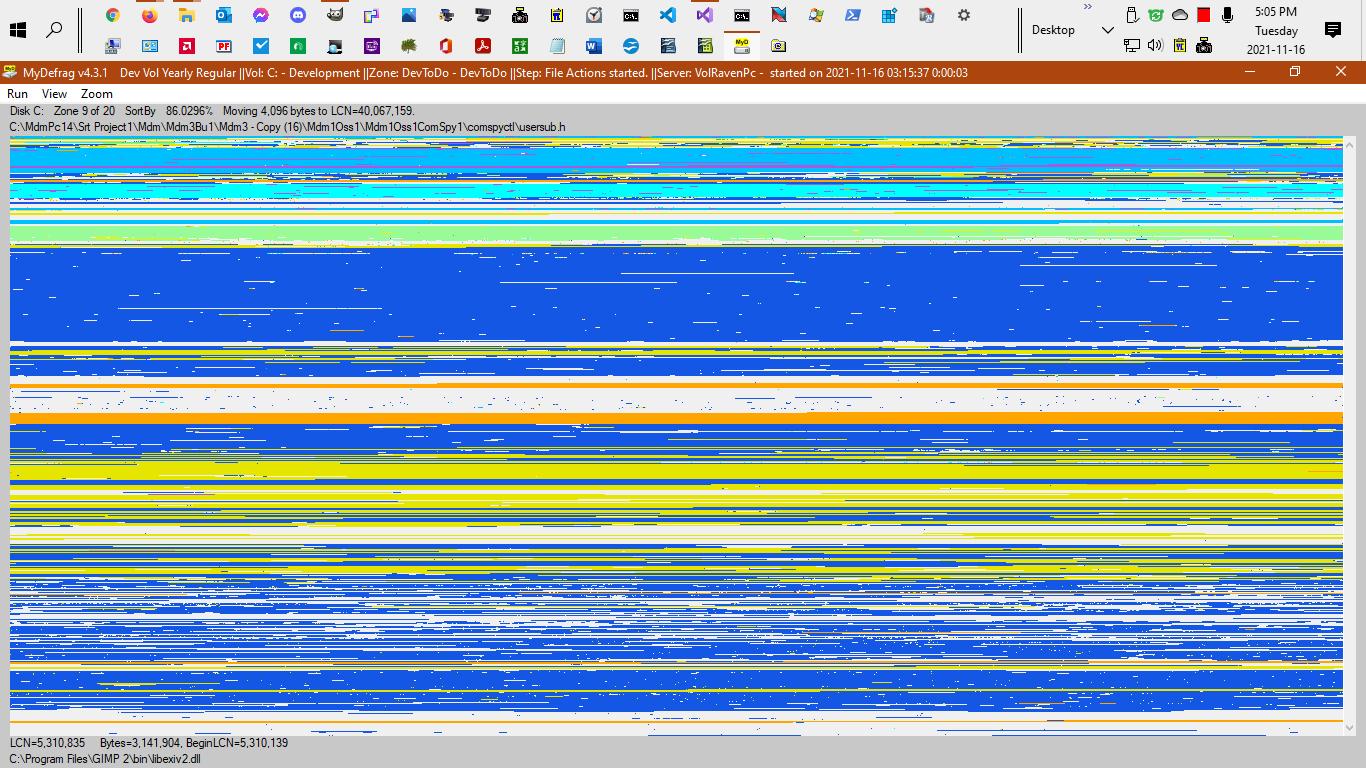 5:05 PM
Desktop
Tuesday
2021-11-16
MyDefrag v4.3.1 Dev Vol Yearly Regular ||Vol: C: - Development ||Zone: DevToDo - DevToDo ||Step: File Actions started. ||Server: VolRavenPc - started on 2021-11-16 03:15:37 0:00:03
Run View Zoom
Disk C: Zone 9 of 20 SortBy 86.0296% Moving 4,096 bytes to LCN=40,067,159.
C:\MdmPc14\Srt Project1\Mdm\Mdm3Bu1\Mdm3 - Copy (16)\Mdm1Oss1\Mdm1Oss1ComSpy1\comspyctl\usersub.h
LCN=5,310,835 Bytes=3,141,904, BeginLCN=5,310,139
C:\Program Files\GIMP 2\bin\libexiv2.dll